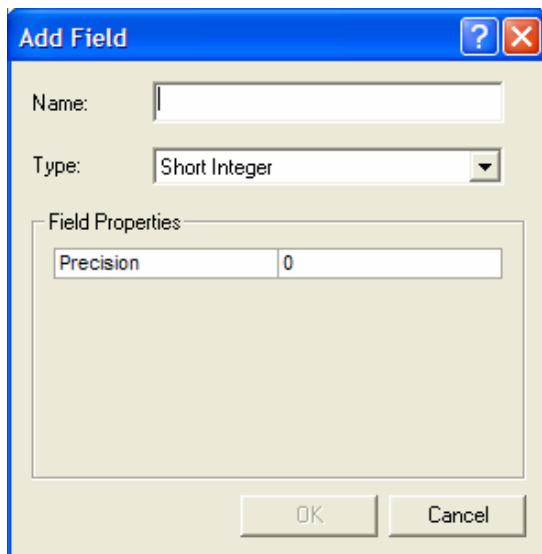 Add Field
?
Name:
Type: Short Integer
Field Properties
Precision 0
OK Cancel